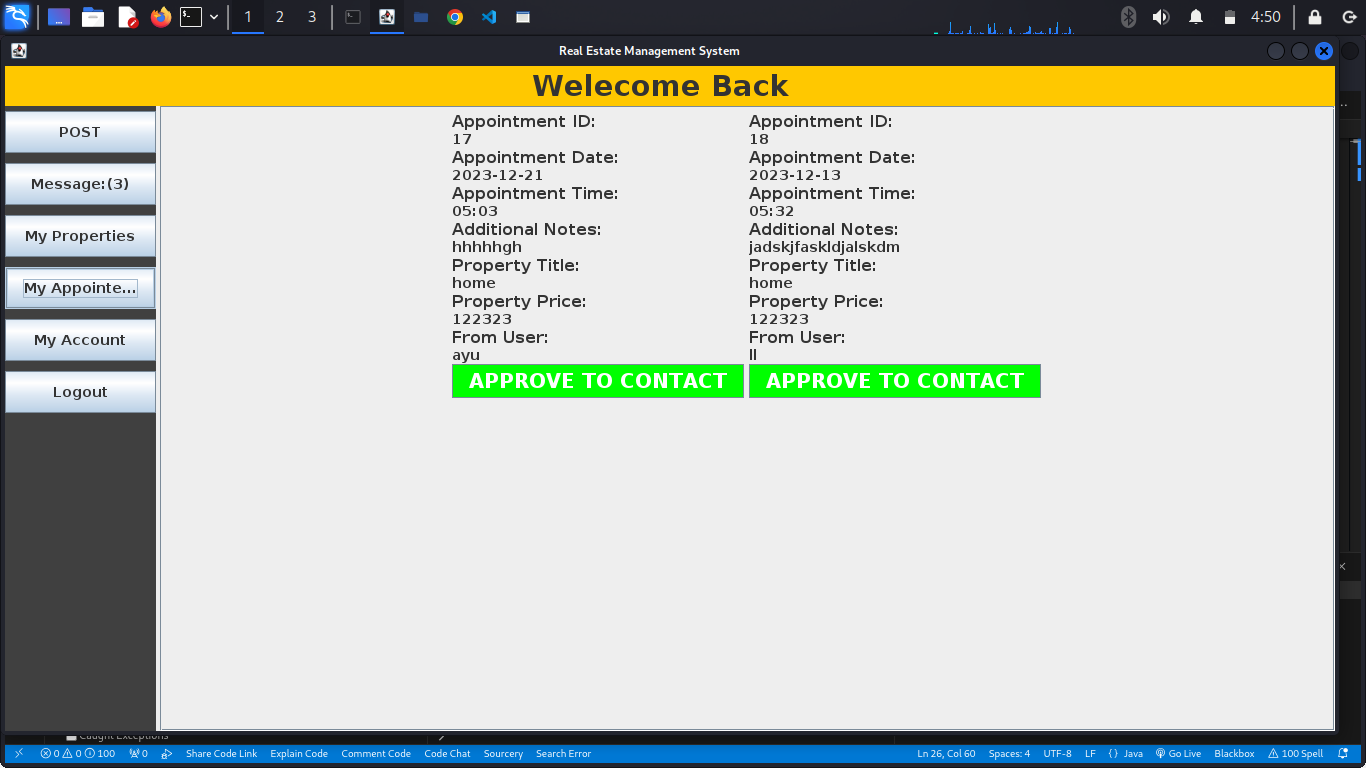 1 2 3
4:50
Real Estate Management System
Welecome Back
POST
Message:(3)
My Properties
My Appointe...
My Account
Logout
Appointment ID:
17
Appointment Date:
2023-12-21
Appointment Time:
05:03
Additional Notes:
hhhhhgh
Property Title:
home
Property Price:
122323
From User:
ayu
APPROVE TO CONTACT
Appointment ID:
18
Appointment Date:
2023-12-13
Appointment Time:
05:32
Additional Notes:
jadskjfaskldjalskdm
Property Title:
home
Property Price:
122323
From User:
ll
APPROVE TO CONTACT
Caught Exceptions
0 0 100 0 Share Code Link Explain Code Comment Code Code Chat Sourcery Search Error Ln 26, Col 60 Spaces: 4 UTF-8 LF {} Java Go Live Blackbox 100 Spell